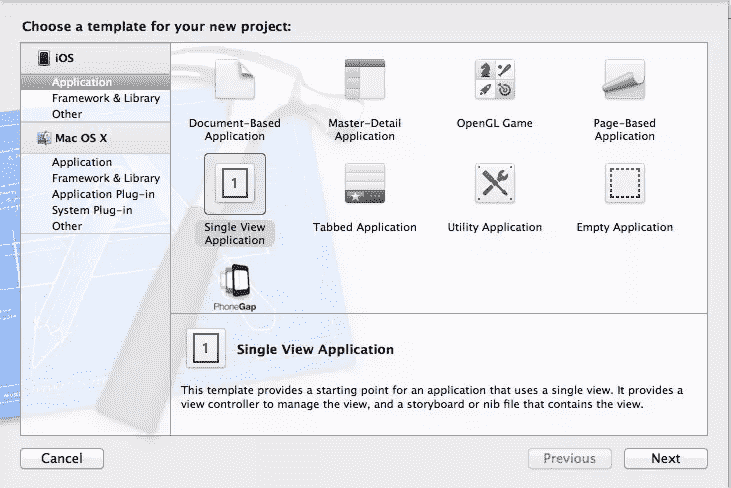 Choose a template for your new project:
iOS
Application
Framework & Library
Other
Mac OS X
Application
Framework & Library
Application Plug-in
System Plug-in
Other
Document-Based
Application
Master-Detail
Application
OpenGL Game
Page-Based
Application
1
Single View
Application
Tabbed Application
Utility Application
Empty Application
PhoneGap
1
Single View Application
This template provides a starting point for an application that uses a single view. It provides a
view controller to manage the view, and a storyboard or nib file that contains the view.
Cancel
Previous
Next